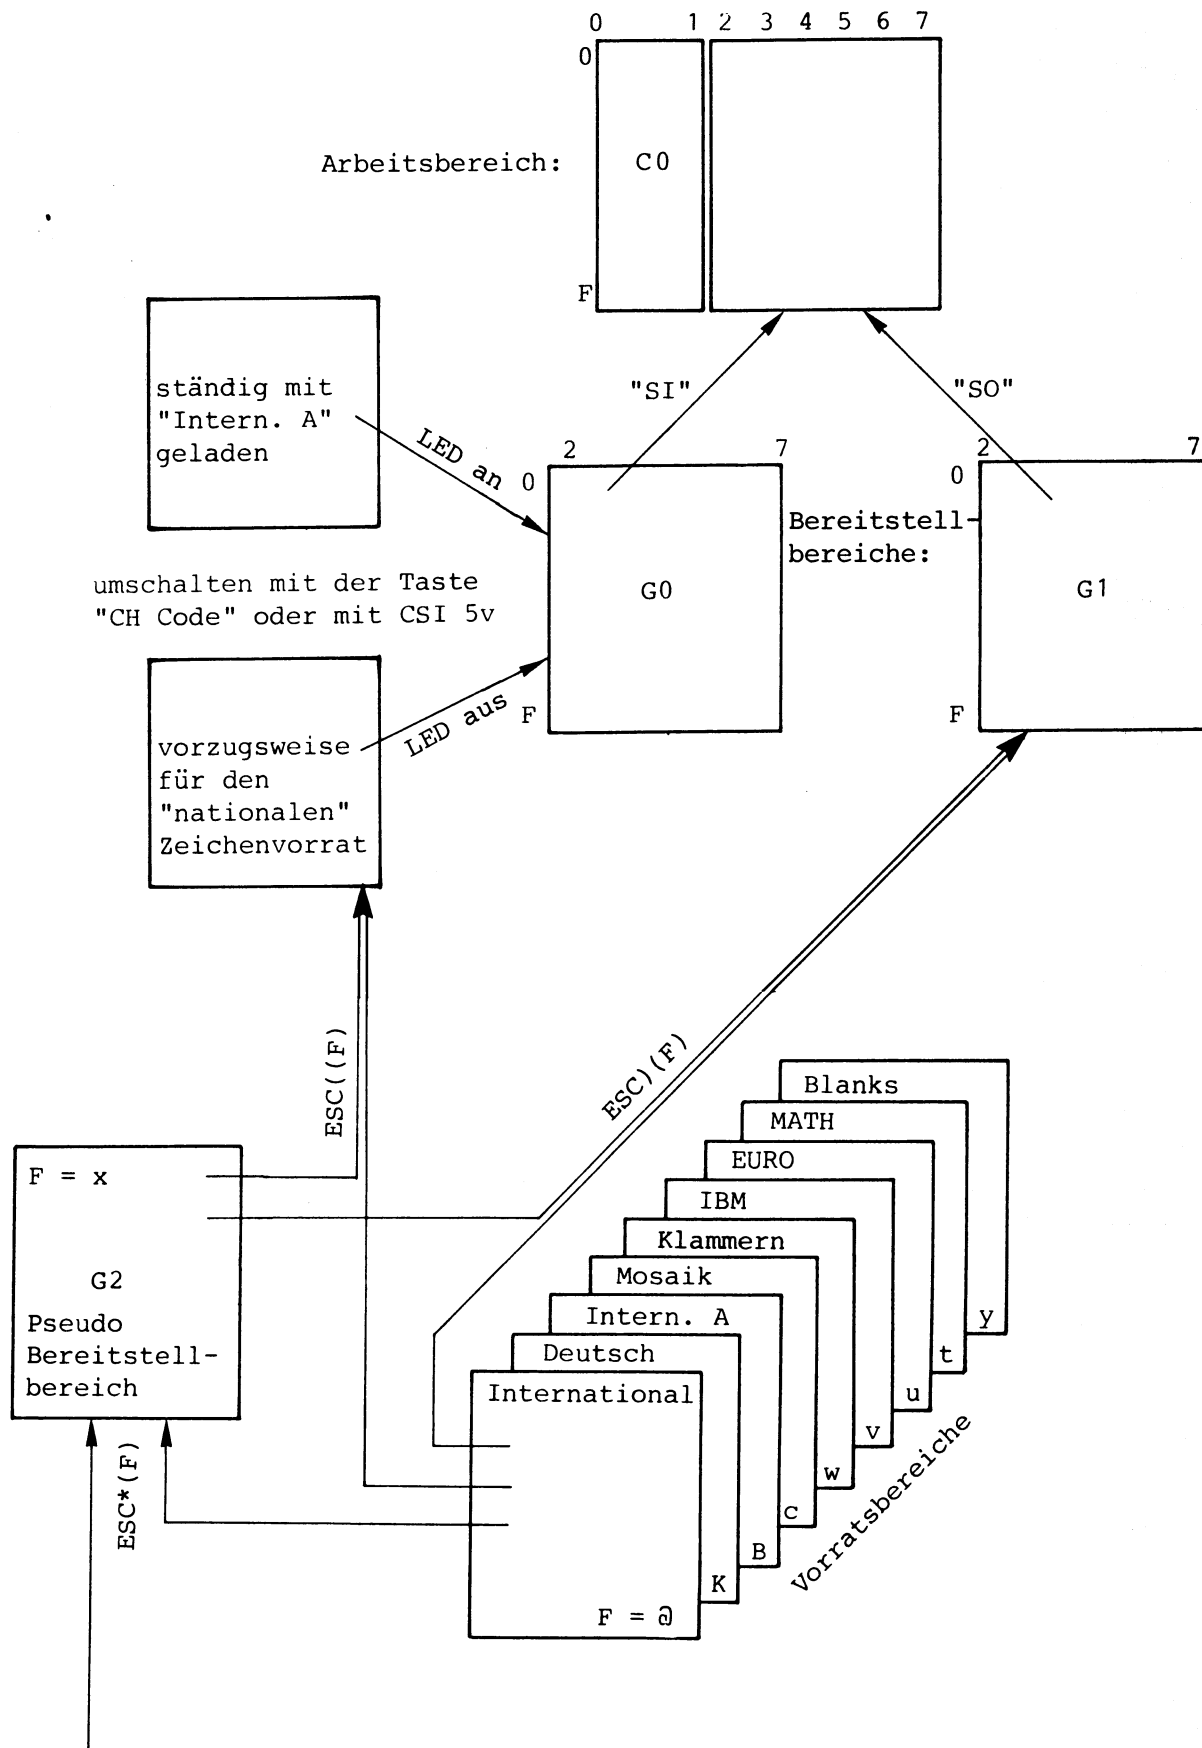 0 1 2 3 4 5 6 7
0
Arbeitsbereich:
C0
F
ständig mit
"Intern. A"
geladen
LED an
"SI"
"SO"
2 7
0
2 7
0
Bereitstell-
bereiche:
umschalten mit der Taste
"CH Code" oder mit CSI 5v
G0
G1
F
F
LED aus
vorzugsweise
für den
"nationalen"
Zeichenvorrat
ESC((F)
ESC)(F)
Blanks
MATH
EURO
IBM
Klammern
Mosaik
Intern. A
Deutsch
International
F = x
G2
Pseudo
Bereitstell-
bereich
ESC*(F)
y
t
u
v
w
c
B
K
F = @
Vorratsbereiche